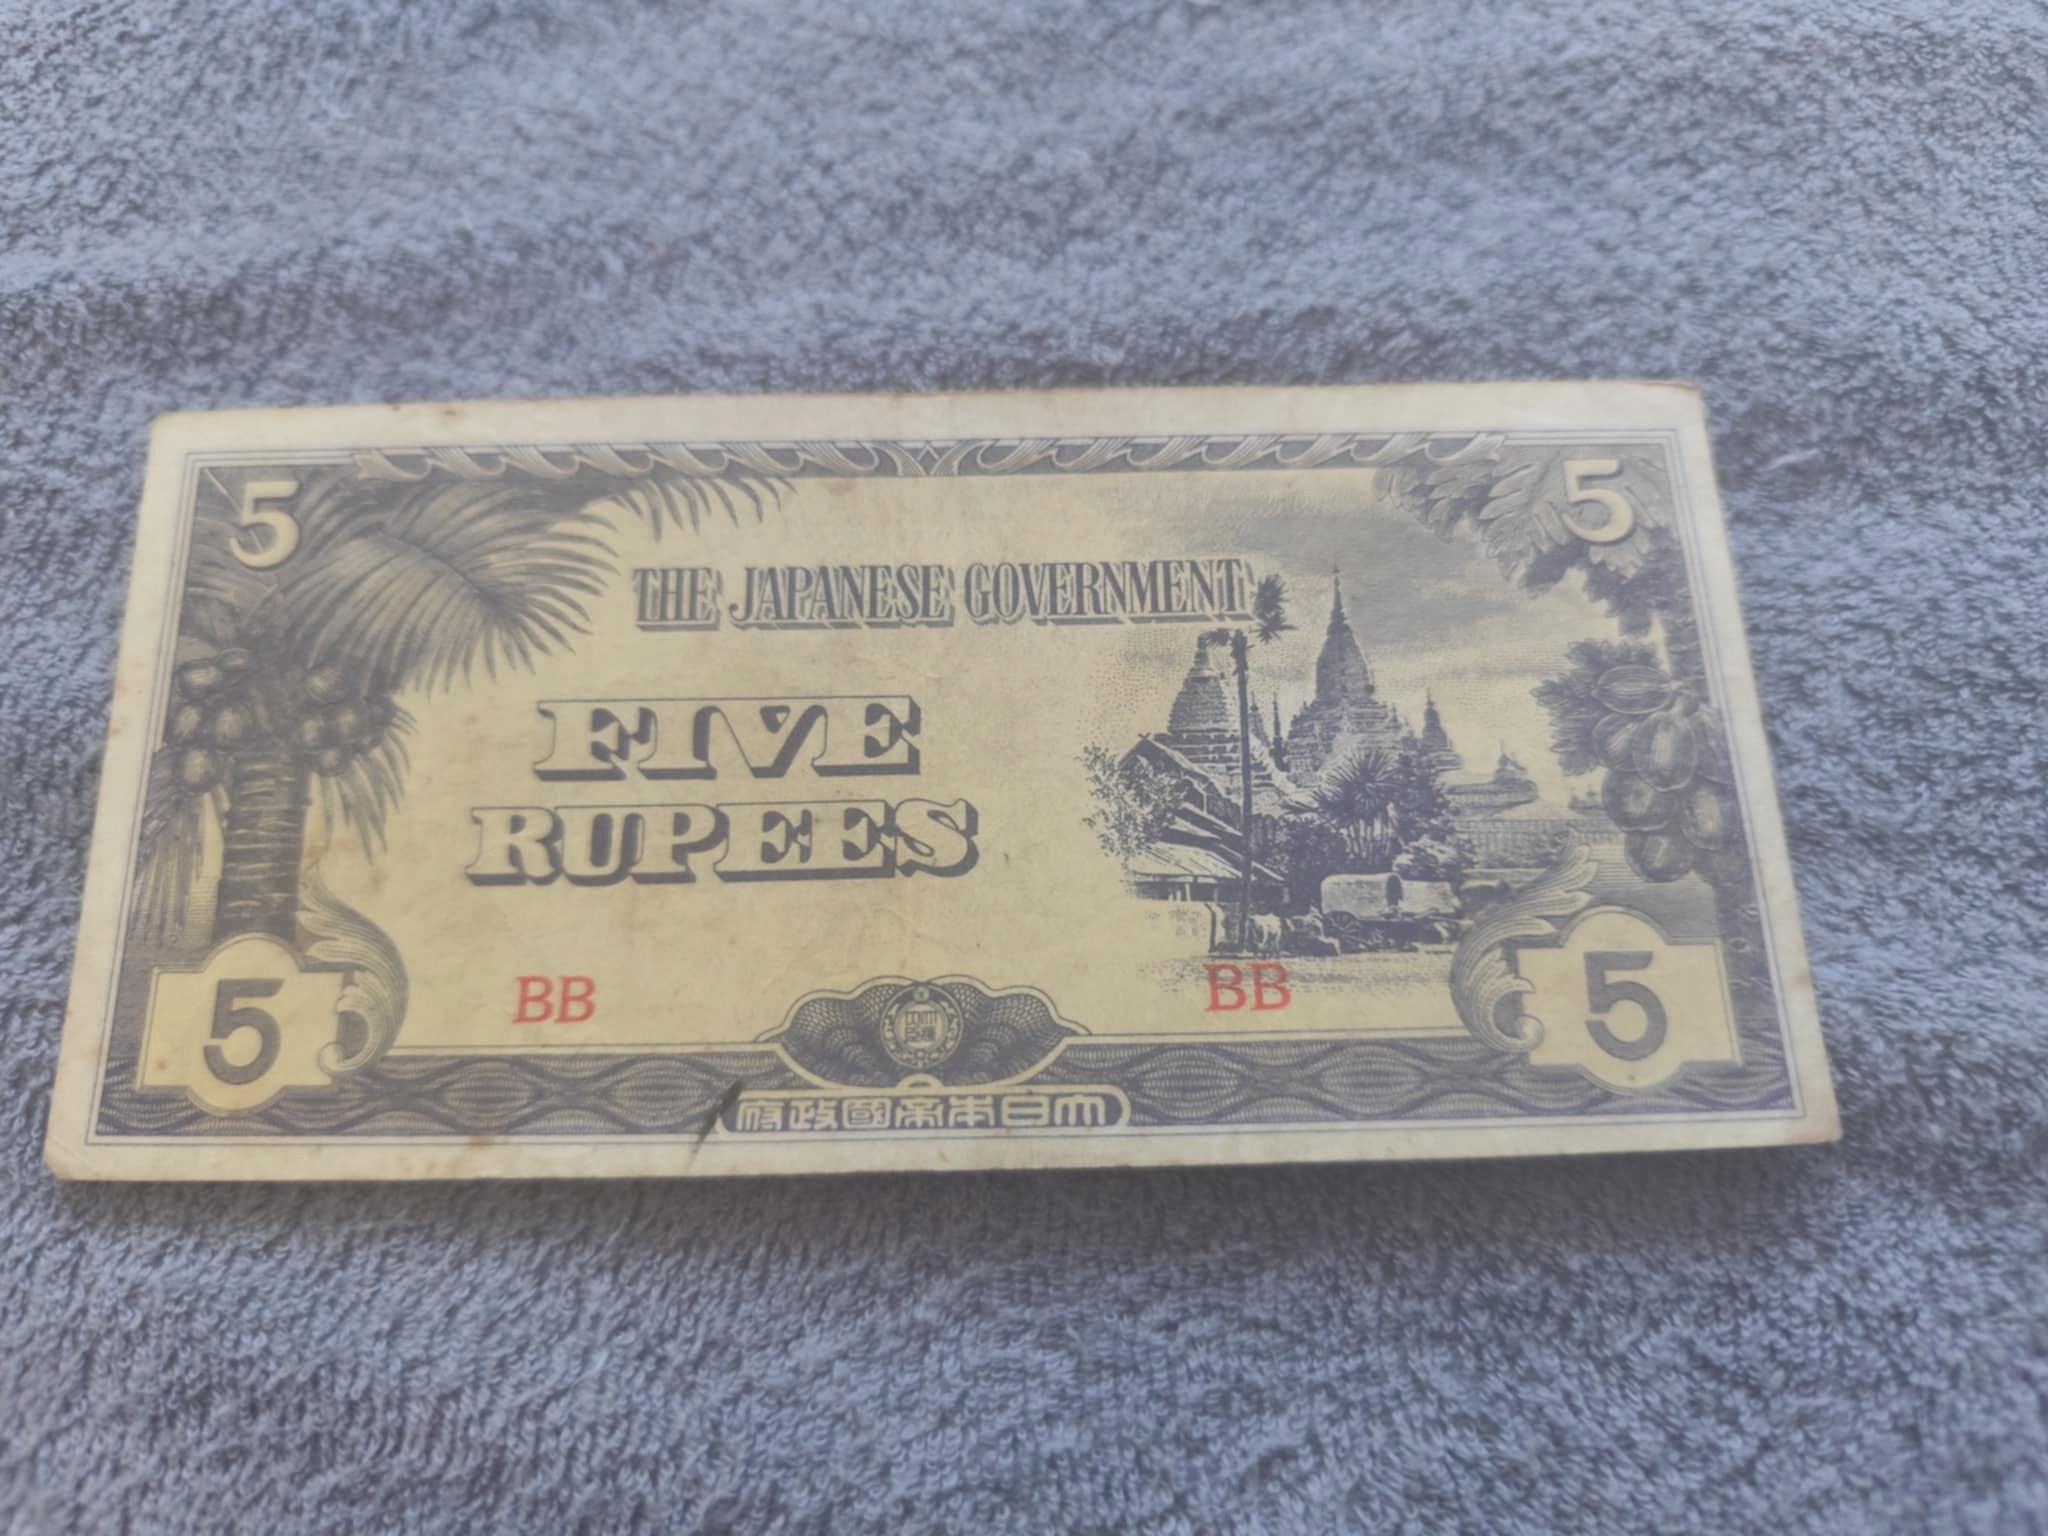 5 5
THE JAPANESE GOVERNMENT
FIVE
RUPEES
BB BB
5 5
府政國帝本日大